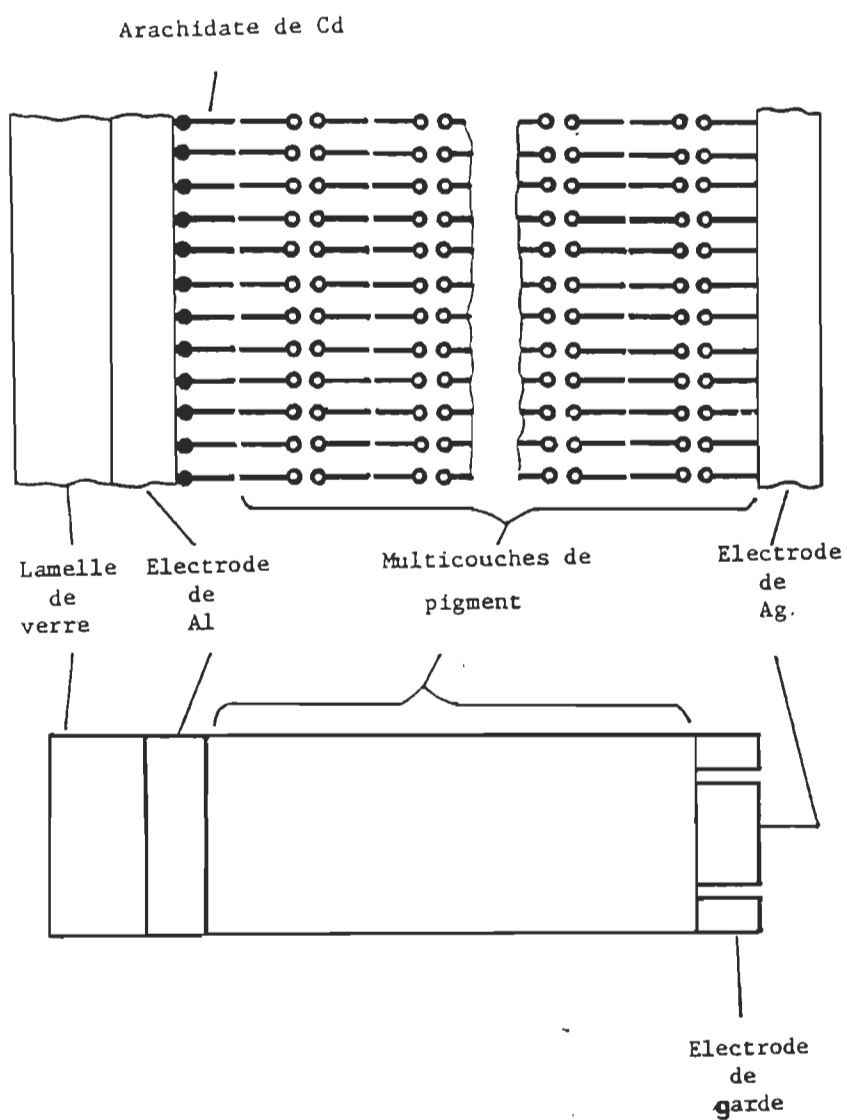 Arachidate de Cd
Lamelle
de
verre
Electrode
de
Al
Multicouches de
pigment
Electrode
de
Ag.
Electrode
de
garde